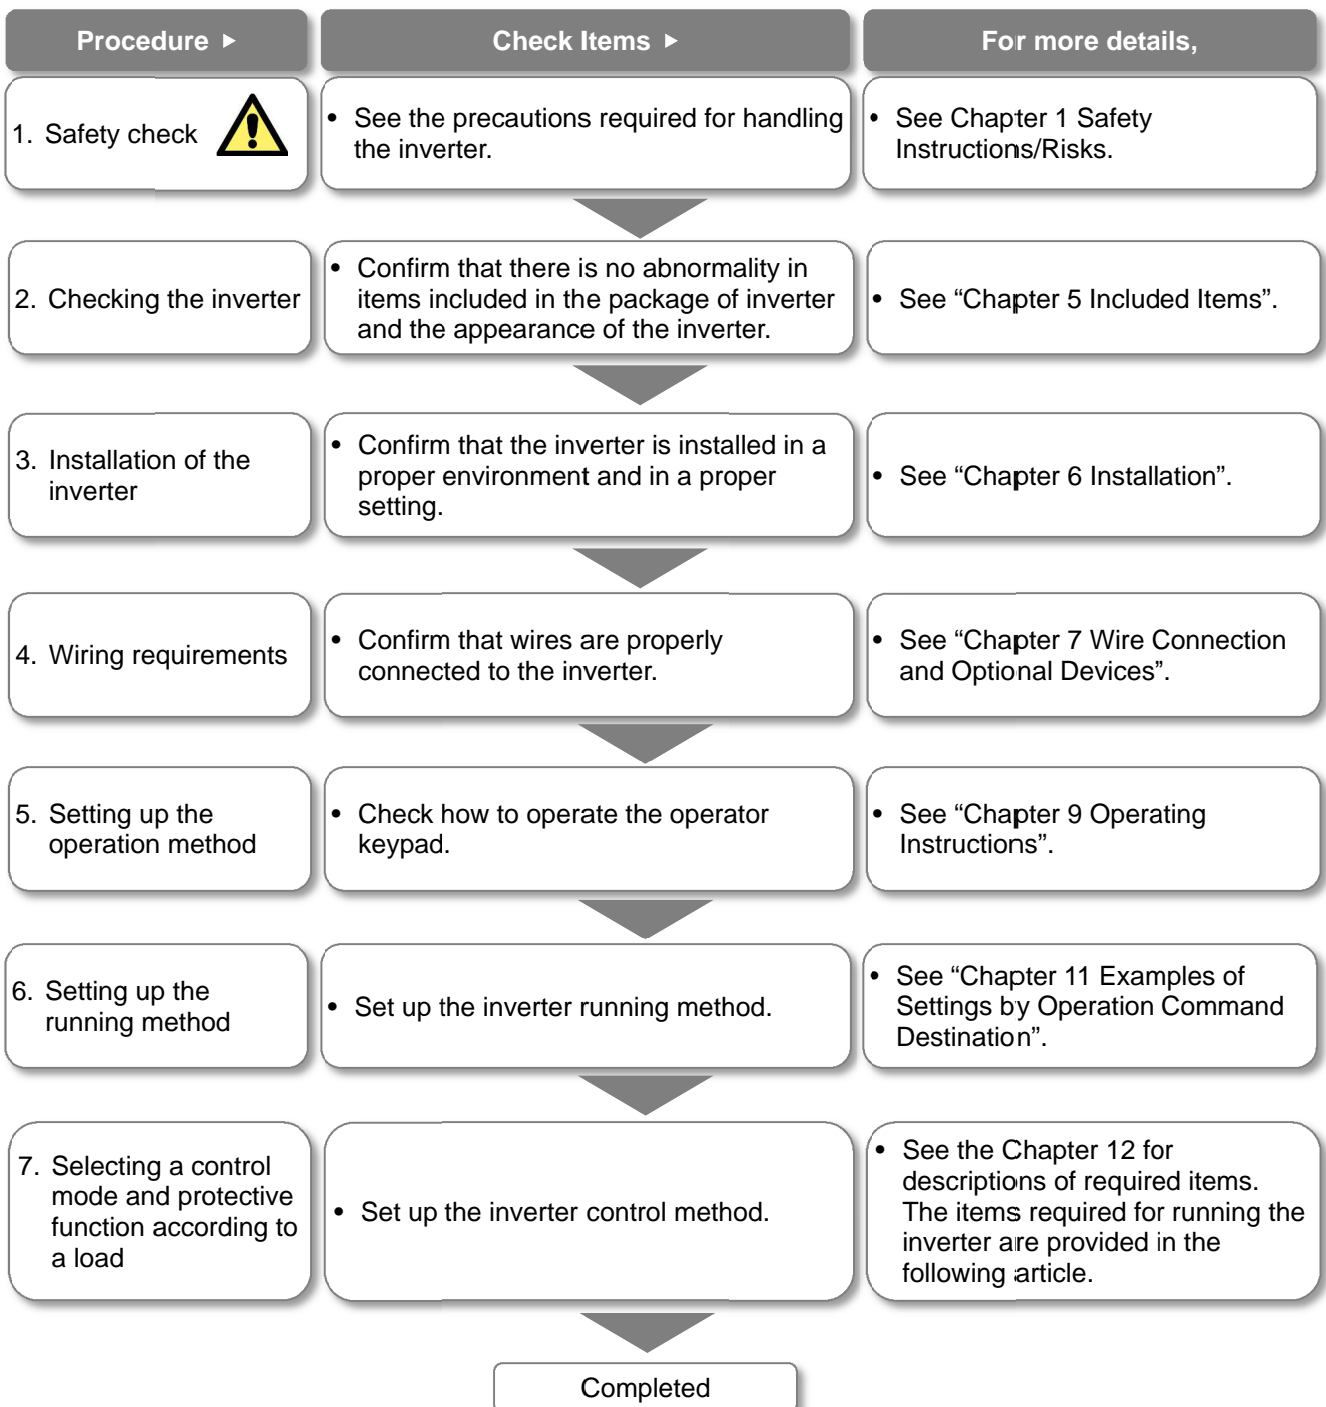 Procedure ▶
Check Items ▶
For more details,
1. Safety check
• See the precautions required for handling
the inverter.
• See Chapter 1 Safety
Instructions/Risks.
2. Checking the inverter
• Confirm that there is no abnormality in
items included in the package of inverter
and the appearance of the inverter.
• See “Chapter 5 Included Items”.
3. Installation of the
inverter
• Confirm that the inverter is installed in a
proper environment and in a proper
setting.
• See “Chapter 6 Installation”.
4. Wiring requirements
• Confirm that wires are properly
connected to the inverter.
• See “Chapter 7 Wire Connection
and Optional Devices”.
5. Setting up the
operation method
• Check how to operate the operator
keypad.
• See “Chapter 9 Operating
Instructions”.
6. Setting up the
running method
• Set up the inverter running method.
• See “Chapter 11 Examples of
Settings by Operation Command
Destination”.
7. Selecting a control
mode and protective
function according to
a load
• Set up the inverter control method.
• See the Chapter 12 for
descriptions of required items.
The items required for running the
inverter are provided in the
following article.
Completed